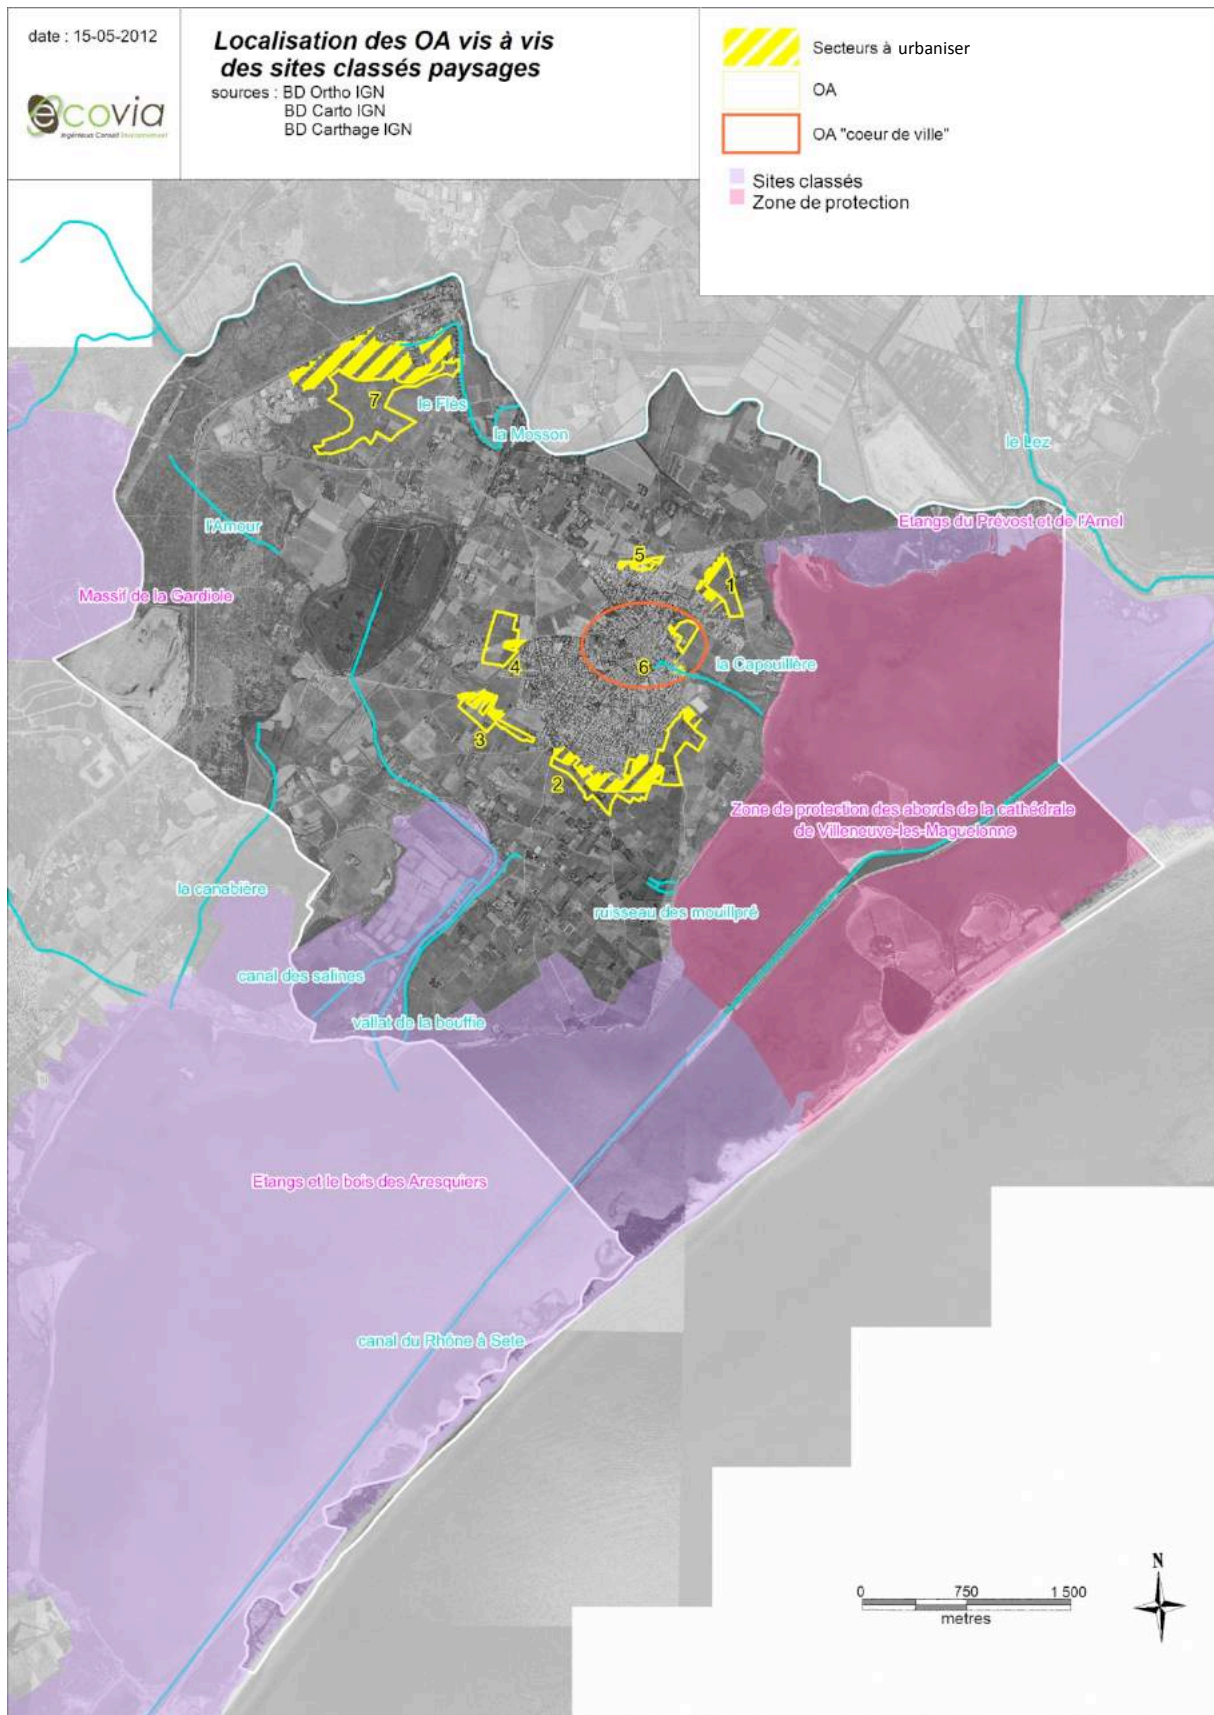 date : 15-05-2012
Localisation des OA vis à vis
des sites classés paysages
sources : BD Ortho IGN
BD Carto IGN
BD Carthage IGN
ecovia
Ingénieurs Conseil Environnement
Secteurs à urbaniser
OA
OA "coeur de ville"
Sites classés
Zone de protection
7
le Flès
la Mosson
le Lez
l'Amour
Etangs du Prévost et de l'Arnel
5
1
Massif de la Gardiole
4
6
la Capouillère
3
2
Zone de protection des abords de la cathédrale
de Villeneuve-les-Maguelonne
la canabière
ruisseau des mouillpré
canal des salines
vallat de la bouffie
Etangs et le bois des Aresquiers
canal du Rhône à Sete
N
0 750 1 500
metres